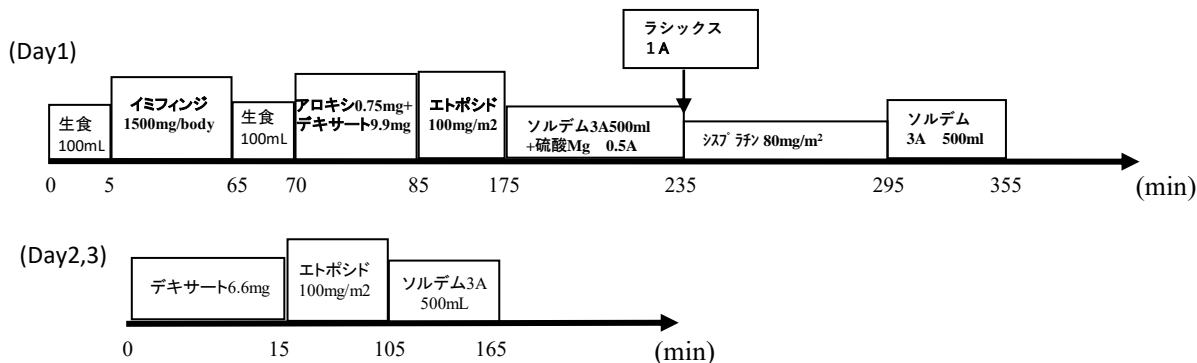 (Day1)
ラシックス
1A
生食
100mL
イミフィンジ
1500mg/body
生食
100mL
アロキシ0.75mg+
デキサート9.9mg
エトポシド
100mg/m2
ソルデム3A500ml
+硫酸Mg 0.5A
シスプラチン 80mg/m²
ソルデム
3A 500ml
0 5 65 70 85 175 235 295 355 (min)
(Day2,3)
デキサート6.6mg
エトポシド
100mg/m2
ソルデム3A
500mL
0 15 105 165 (min)